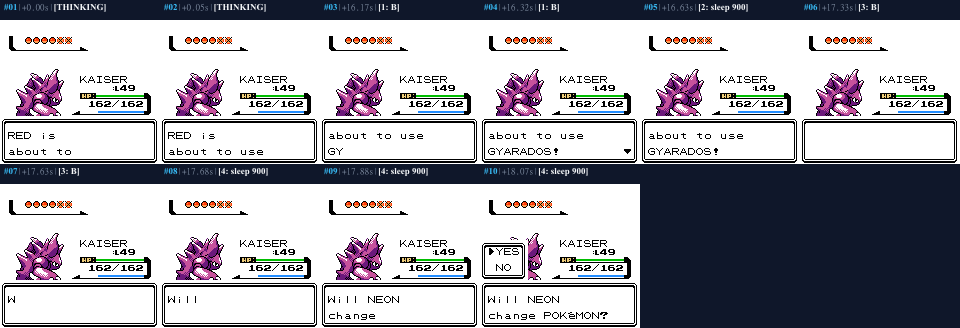 #01|+0.00s|[THINKING]
KAISER
:L49
HP:
162/162
RED is
about to
#02|+0.05s|[THINKING]
KAISER
:L49
HP:
162/162
RED is
about to use
#03|+16.17s|[1: B]
KAISER
:L49
HP:
162/162
about to use
GY
#04|+16.32s|[1: B]
KAISER
:L49
HP:
162/162
about to use
GYARADOS!
#05|+16.63s|[2: sleep 900]
KAISER
:L49
HP:
162/162
about to use
GYARADOS!
#06|+17.33s|[3: B]
KAISER
:L49
HP:
162/162
#07|+17.63s|[3: B]
KAISER
:L49
HP:
162/162
W
#08|+17.68s|[4: sleep 900]
KAISER
:L49
HP:
162/162
Will
#09|+17.88s|[4: sleep 900]
KAISER
:L49
HP:
162/162
Will NEON
change
#10|+18.07s|[4: sleep 900]
KAISER
:L49
HP:
162/162
YES
NO
Will NEON
change POKéMON?